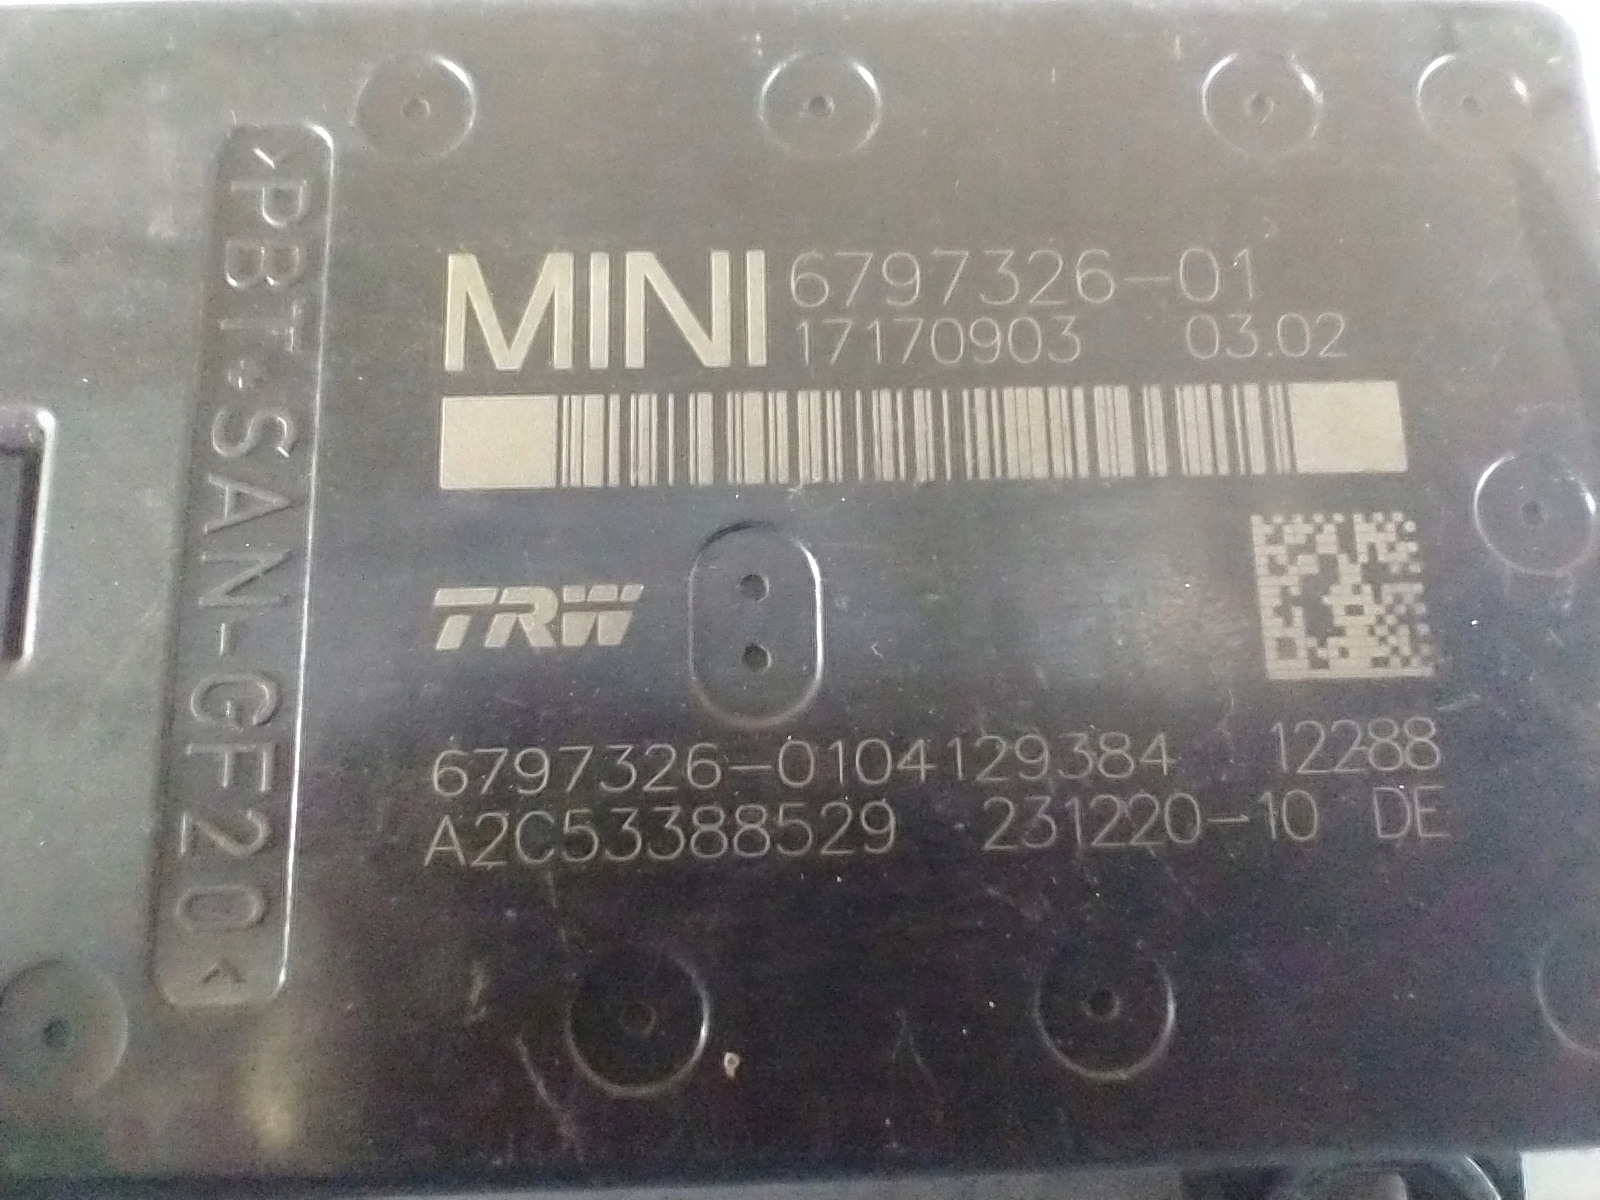 >PBT+SAN-GF20<
MINI 6797326-01
17170903 03.02
TRW
6797326-0104129384 12288
A2C53388529 231220-10 DE